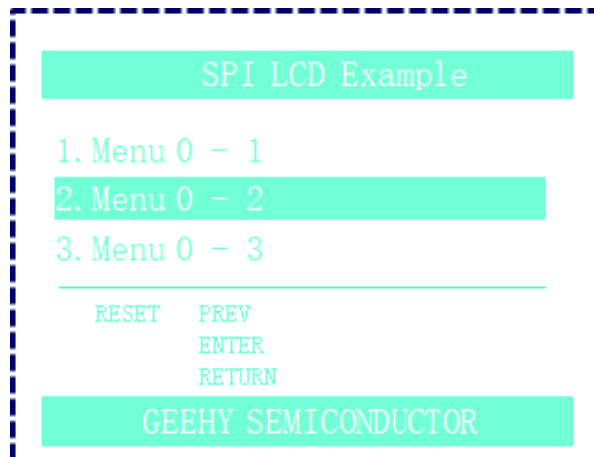 SPI LCD Example
1. Menu 0 - 1
2. Menu 0 - 2
3. Menu 0 - 3
RESET PREV
ENTER
RETURN
GEEHY SEMICONDUCTOR